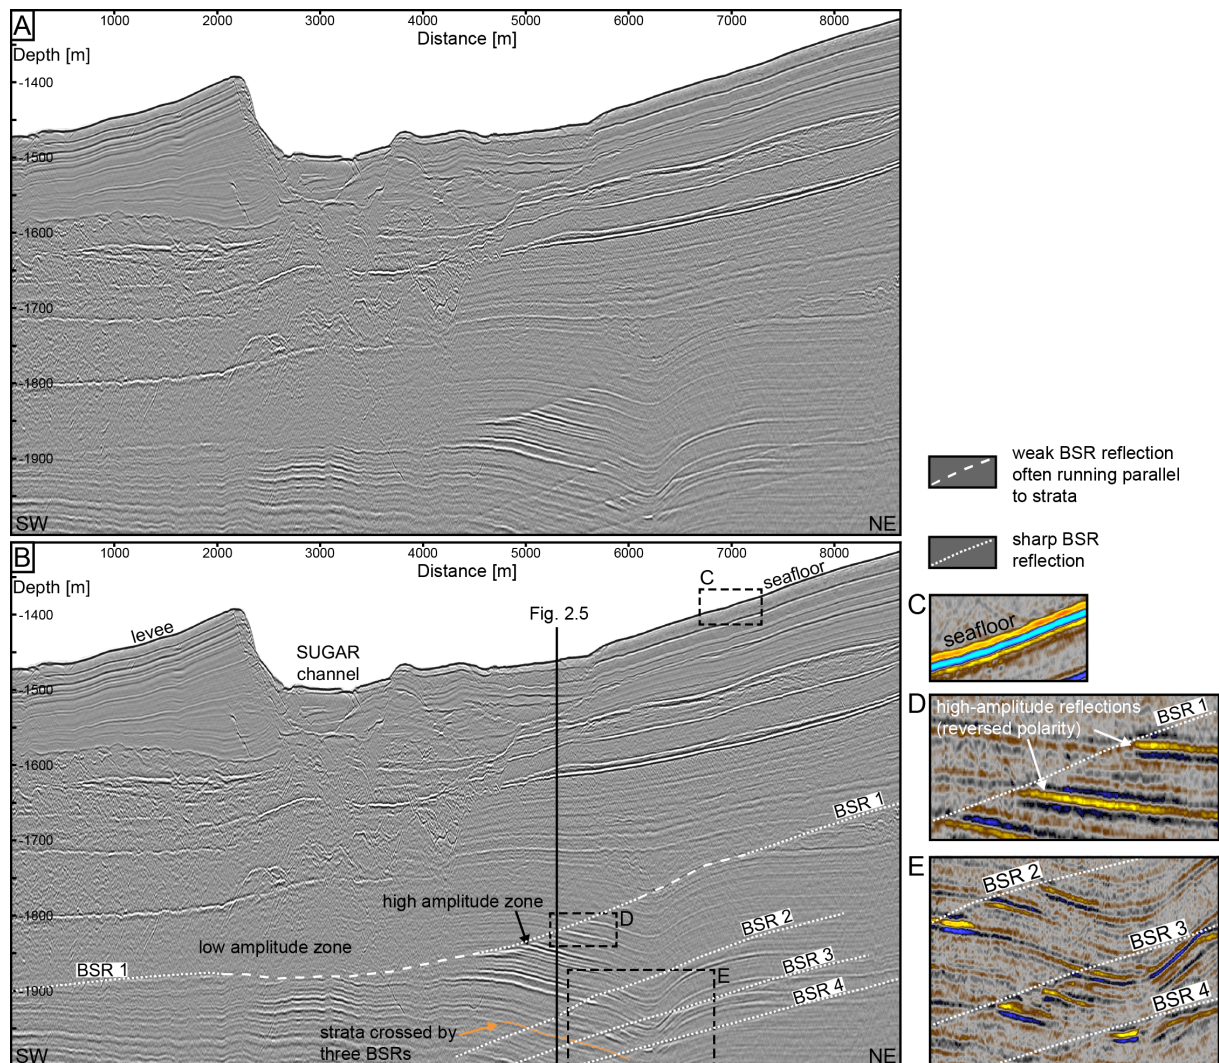 A
1000 2000 3000 4000 5000 6000 7000 8000
Distance [m]
Depth [m]
-1400
-1500
-1600
-1700
-1800
-1900
SW
NE
B
1000 2000 3000 4000 5000 6000 7000 8000
Distance [m]
Depth [m]
C
seafloor
-1400
Fig. 2.5
levee
SUGAR
channel
-1500
-1600
-1700
BSR 1
-1800
high amplitude zone
D
BSR 2
low amplitude zone
BSR 3
BSR 1
E
BSR 4
-1900
strata crossed by
three BSRs
SW
NE
weak BSR reflection
often running parallel
to strata
sharp BSR
reflection
C
seafloor
D
high-amplitude reflections
(reversed polarity)
BSR 1
E
BSR 2
BSR 3
BSR 4